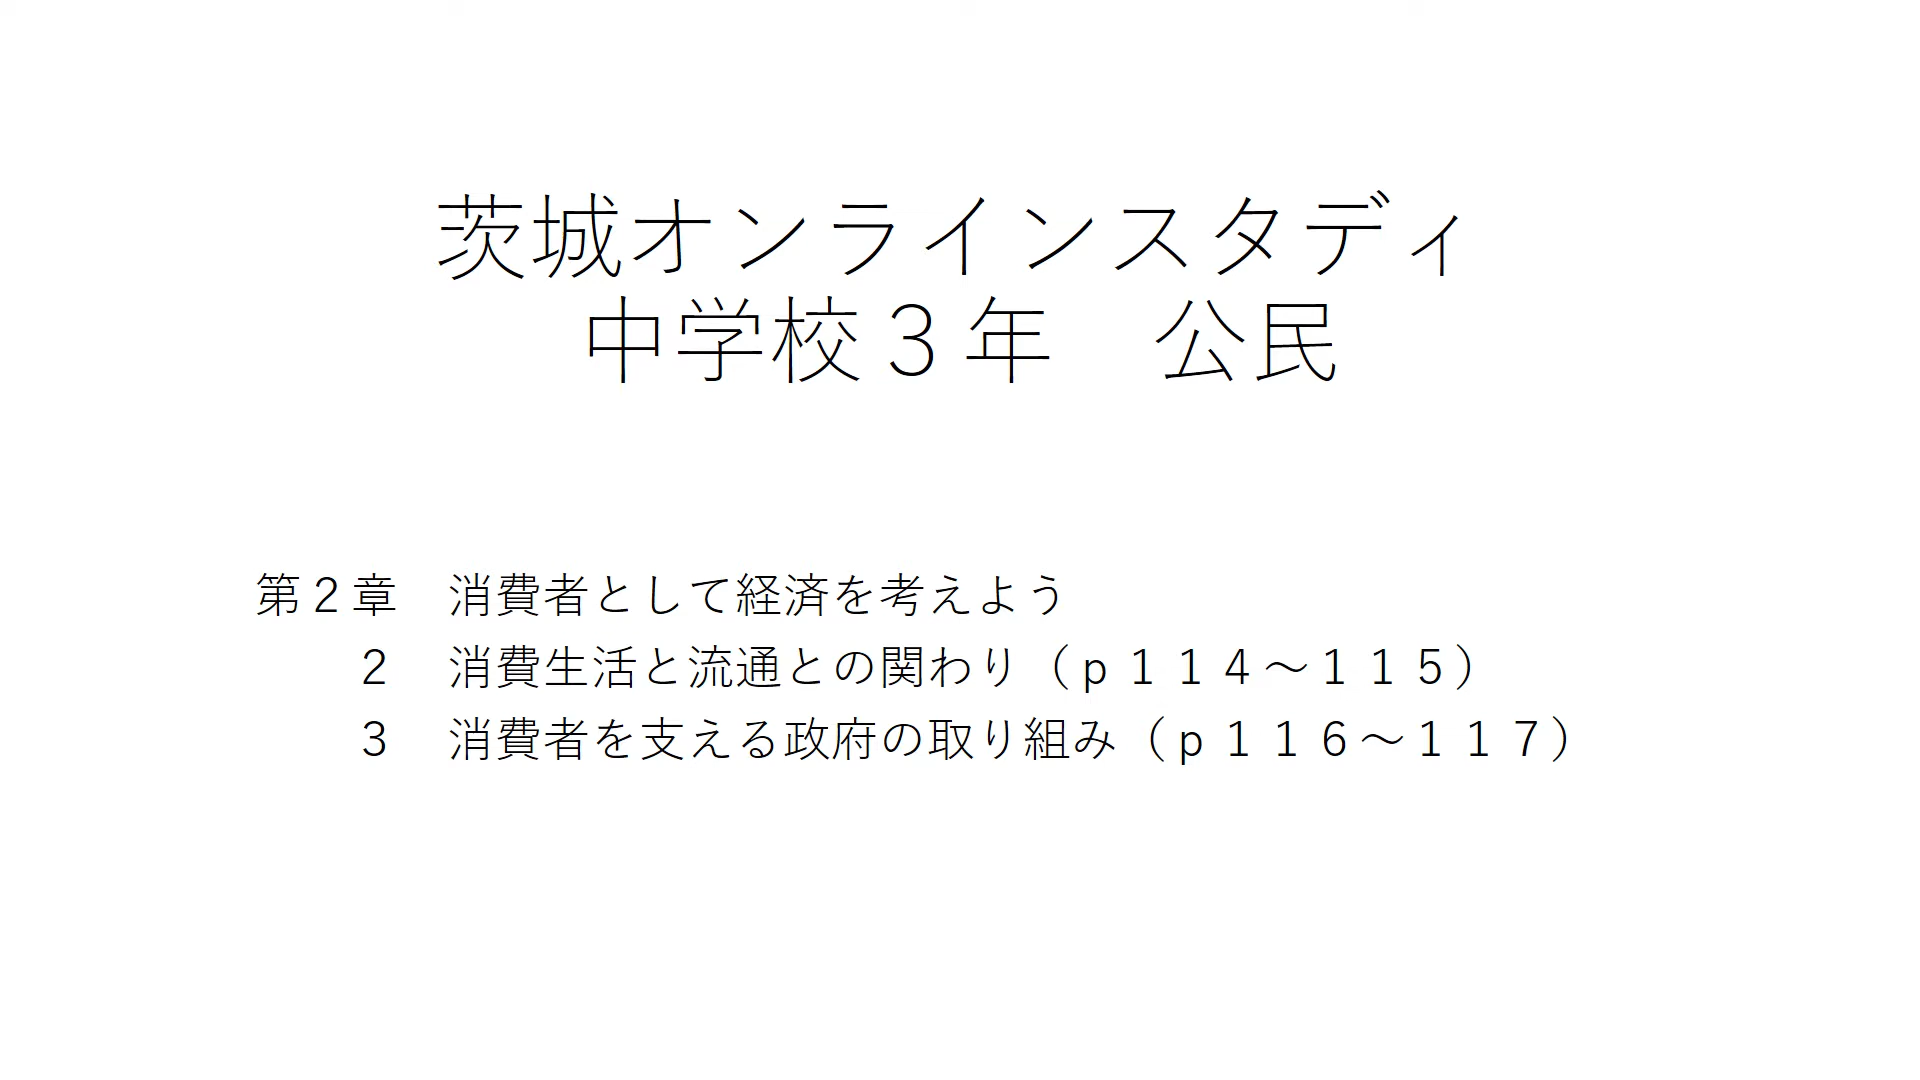 茨城オンラインスタディ
中学校３年　公民
第２章　消費者として経済を考えよう
２　消費生活と流通との関わり（ｐ１１４～１１５）
３　消費者を支える政府の取り組み（ｐ１１６～１１７）